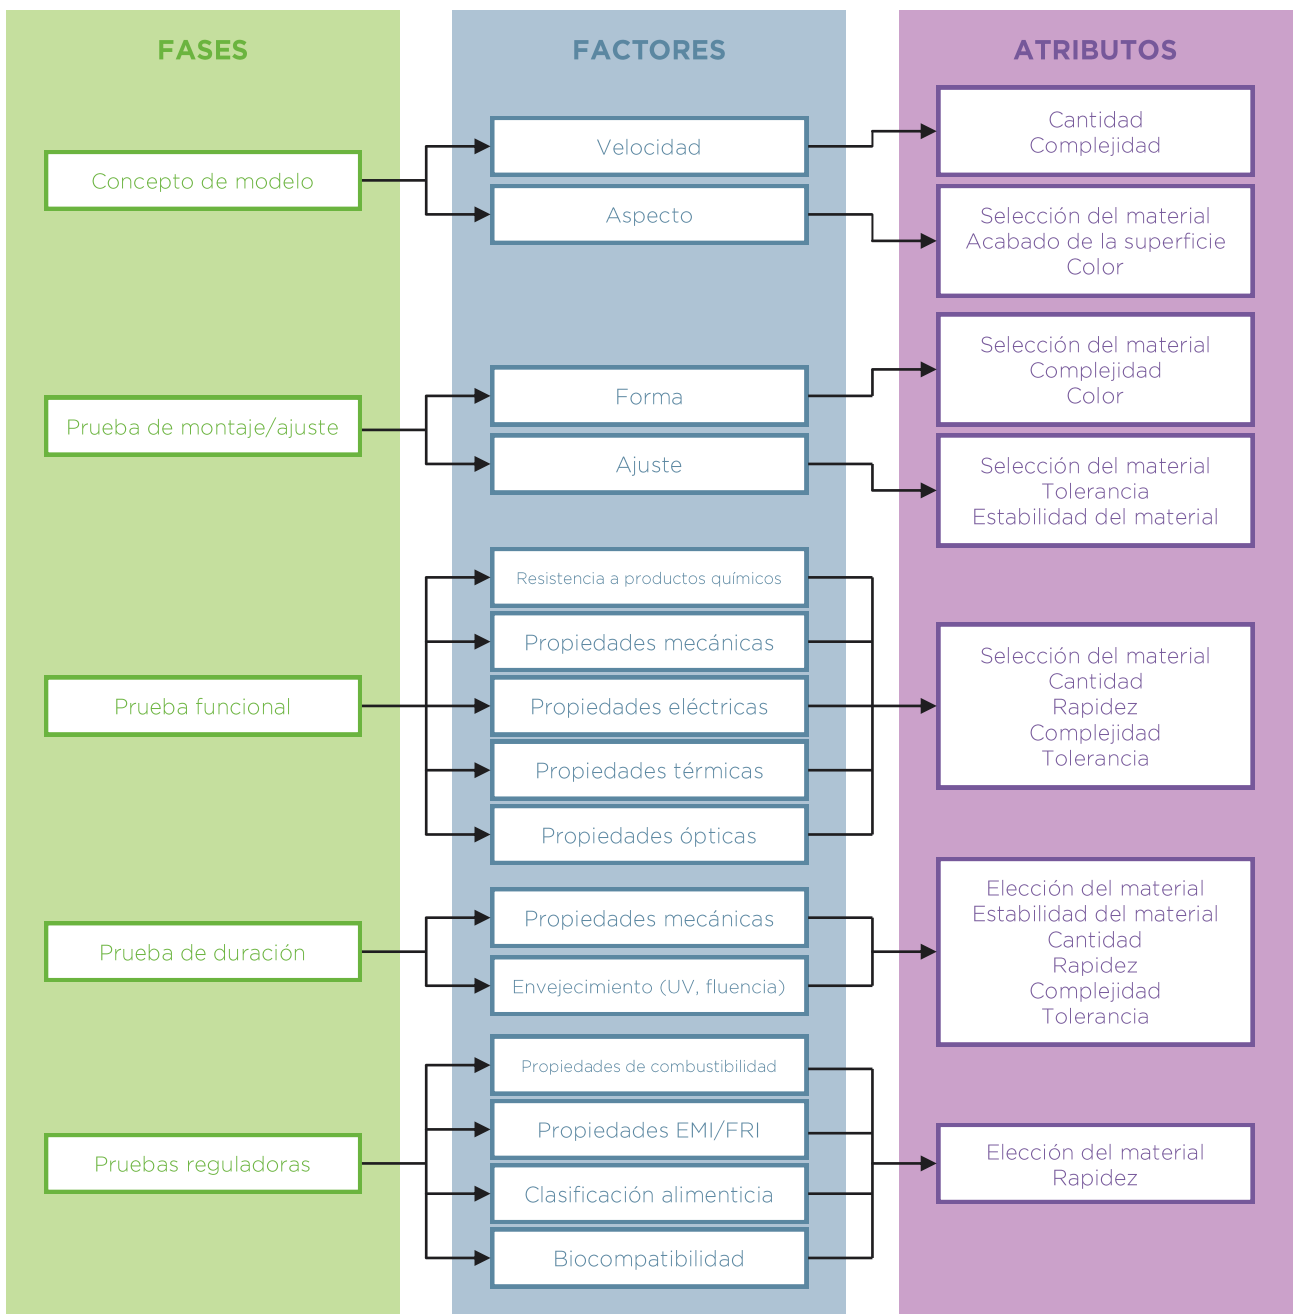 FASES
FACTORES
ATRIBUTOS
Concepto de modelo
Velocidad
Aspecto
Cantidad
Complejidad
Selección del material
Acabado de la superficie
Color
Prueba de montaje/ajuste
Forma
Ajuste
Selección del material
Complejidad
Color
Selección del material
Tolerancia
Estabilidad del material
Prueba funcional
Resistencia a productos químicos
Propiedades mecánicas
Propiedades eléctricas
Propiedades térmicas
Propiedades ópticas
Selección del material
Cantidad
Rapidez
Complejidad
Tolerancia
Prueba de duración
Propiedades mecánicas
Envejecimiento (UV, fluencia)
Elección del material
Estabilidad del material
Cantidad
Rapidez
Complejidad
Tolerancia
Pruebas reguladoras
Propiedades de combustibilidad
Propiedades EMI/FRI
Clasificación alimenticia
Biocompatibilidad
Elección del material
Rapidez